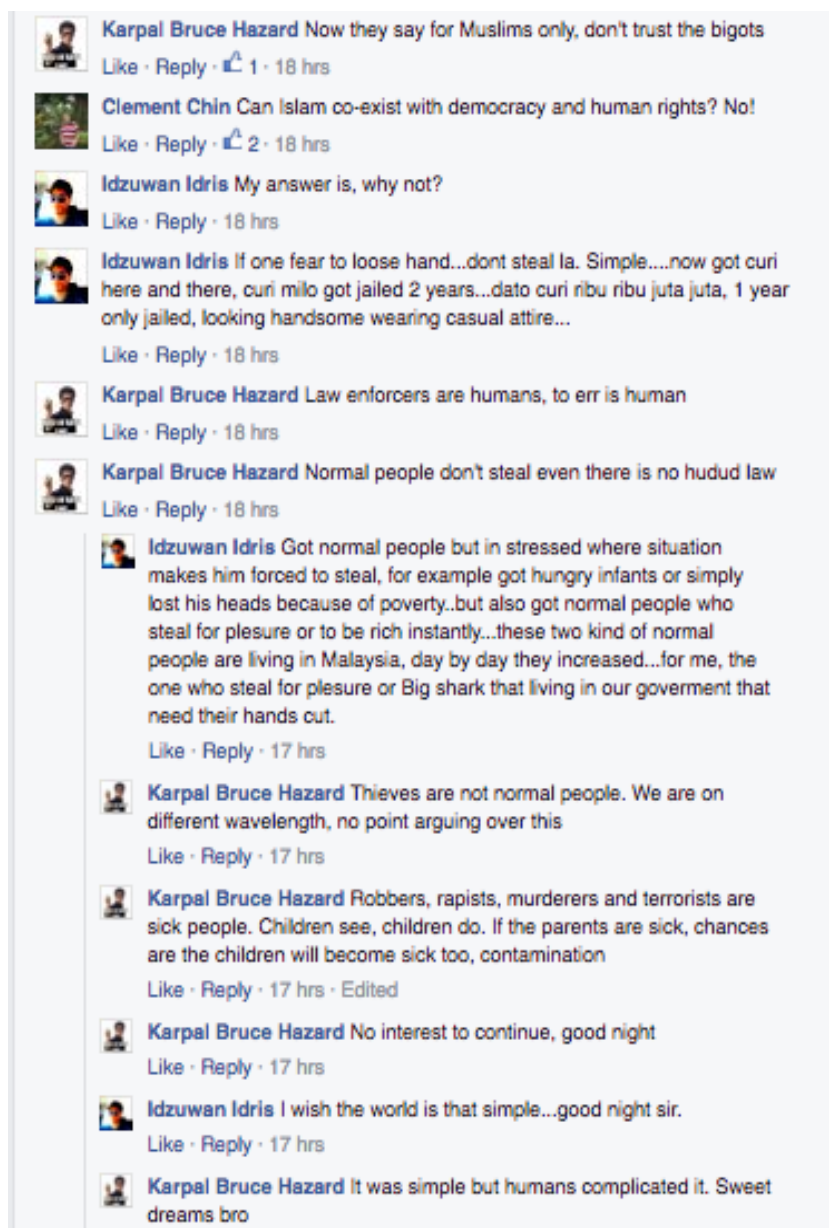 Karpal Bruce Hazard Now they say for Muslims only, don't trust the bigots
Like · Reply · 1 · 18 hrs
Clement Chin Can Islam co-exist with democracy and human rights? No!
Like · Reply · 2 · 18 hrs
Idzuwan Idris My answer is, why not?
Like · Reply · 18 hrs
Idzuwan Idris If one fear to loose hand...dont steal la. Simple....now got curi
here and there, curi milo got jailed 2 years...dato curi ribu ribu juta juta, 1 year
only jailed, looking handsome wearing casual attire...
Like · Reply · 18 hrs
Karpal Bruce Hazard Law enforcers are humans, to err is human
Like · Reply · 18 hrs
Karpal Bruce Hazard Normal people don't steal even there is no hudud law
Like · Reply · 18 hrs
Idzuwan Idris Got normal people but in stressed where situation
makes him forced to steal, for example got hungry infants or simply
lost his heads because of poverty..but also got normal people who
steal for plesure or to be rich instantly...these two kind of normal
people are living in Malaysia, day by day they increased...for me, the
one who steal for plesure or Big shark that living in our goverment that
need their hands cut.
Like · Reply · 17 hrs
Karpal Bruce Hazard Thieves are not normal people. We are on
different wavelength, no point arguing over this
Like · Reply · 17 hrs
Karpal Bruce Hazard Robbers, rapists, murderers and terrorists are
sick people. Children see, children do. If the parents are sick, chances
are the children will become sick too, contamination
Like · Reply · 17 hrs · Edited
Karpal Bruce Hazard No interest to continue, good night
Like · Reply · 17 hrs
Idzuwan Idris I wish the world is that simple...good night sir.
Like · Reply · 17 hrs
Karpal Bruce Hazard It was simple but humans complicated it. Sweet
dreams bro